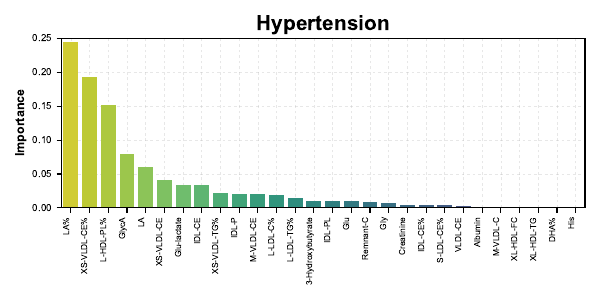 Hypertension
Importance
0.25
0.20
0.15
0.10
0.05
0.00
LA%
XS-VLDL-CE%
L-HDL-PL%
GlycA
LA
XS-VLDL-CE
Glu-lactate
IDL-CE
XS-VLDL-TG%
IDL-P
M-VLDL-CE
L-LDL-C%
L-LDL-TG%
3-Hydroxybutyrate
IDL-PL
Glu
Remnant-C
Gly
Creatinine
IDL-CE%
S-LDL-CE%
VLDL-CE
Albumin
M-VLDL-C
XL-HDL-FC
XL-HDL-TG
DHA%
His